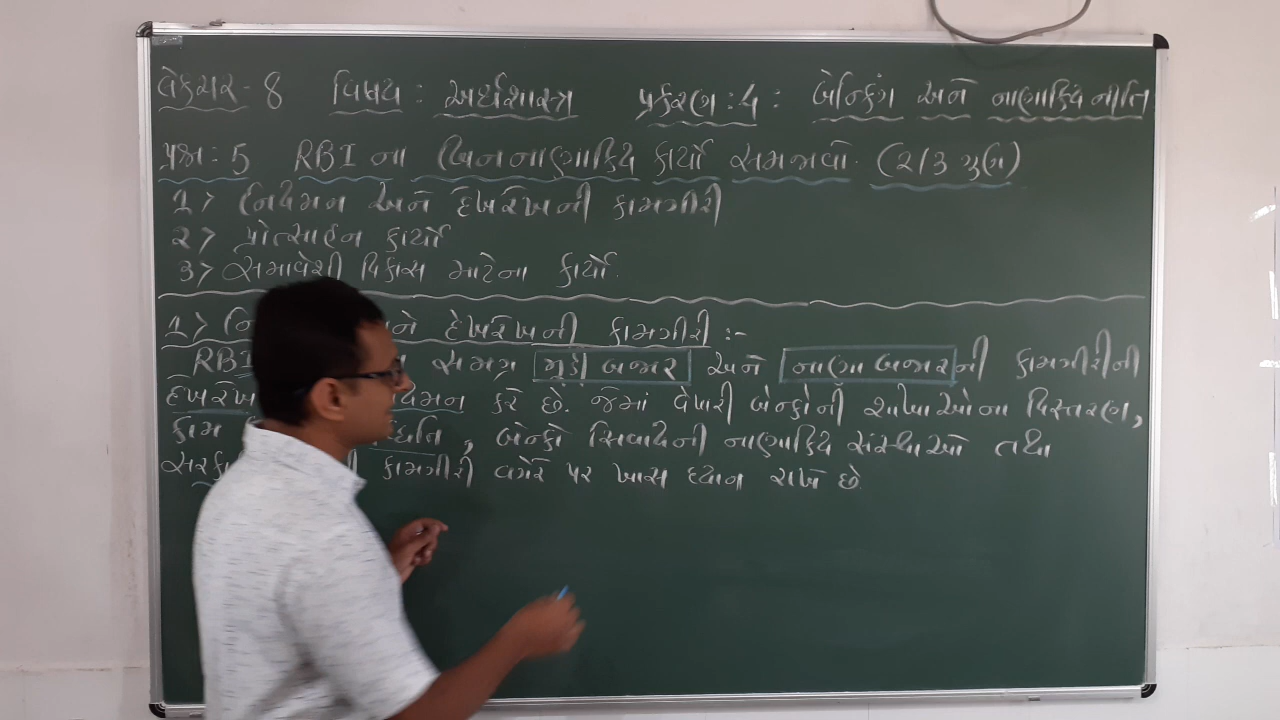 લેક્ચર - 8 વિષય : અર્થશાસ્ત્ર પ્રકરણ : 4 : બેન્કિંગ અને નાણાકિય નીતિ
પ્રશ્ન : 5 RBI ના બિનનાણાકિય કાર્યો સમજાવો. (2/3 ગુણ)
1> નિયમન અને દેખરેખની કામગીરી
2> પ્રોત્સાહન કાર્યો
3> સમાવેશી વિકાસ માટેના કાર્યો.
1> દેખરેખની કામગીરી :-
RBI સમગ્ર મૂડી બજાર અને નાણા બજારની કામગીરીની
દેખરેખ કરે છે. જેમાં વેપારી બેન્કોની શાખાઓના વિસ્તરણ,
કામ , બેન્કો સિવાયની નાણાકિય સંસ્થાઓ તથા
કામગીરી વગેરે પર ખાસ ધ્યાન રાખે છે.